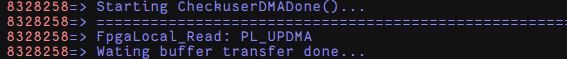 8328258=> Starting CheckuserDMADone()...
8328258=> =====================================================
8328258=> FpgaLocal_Read: PL_UPDMA
8328258=> Wating buffer transfer done...